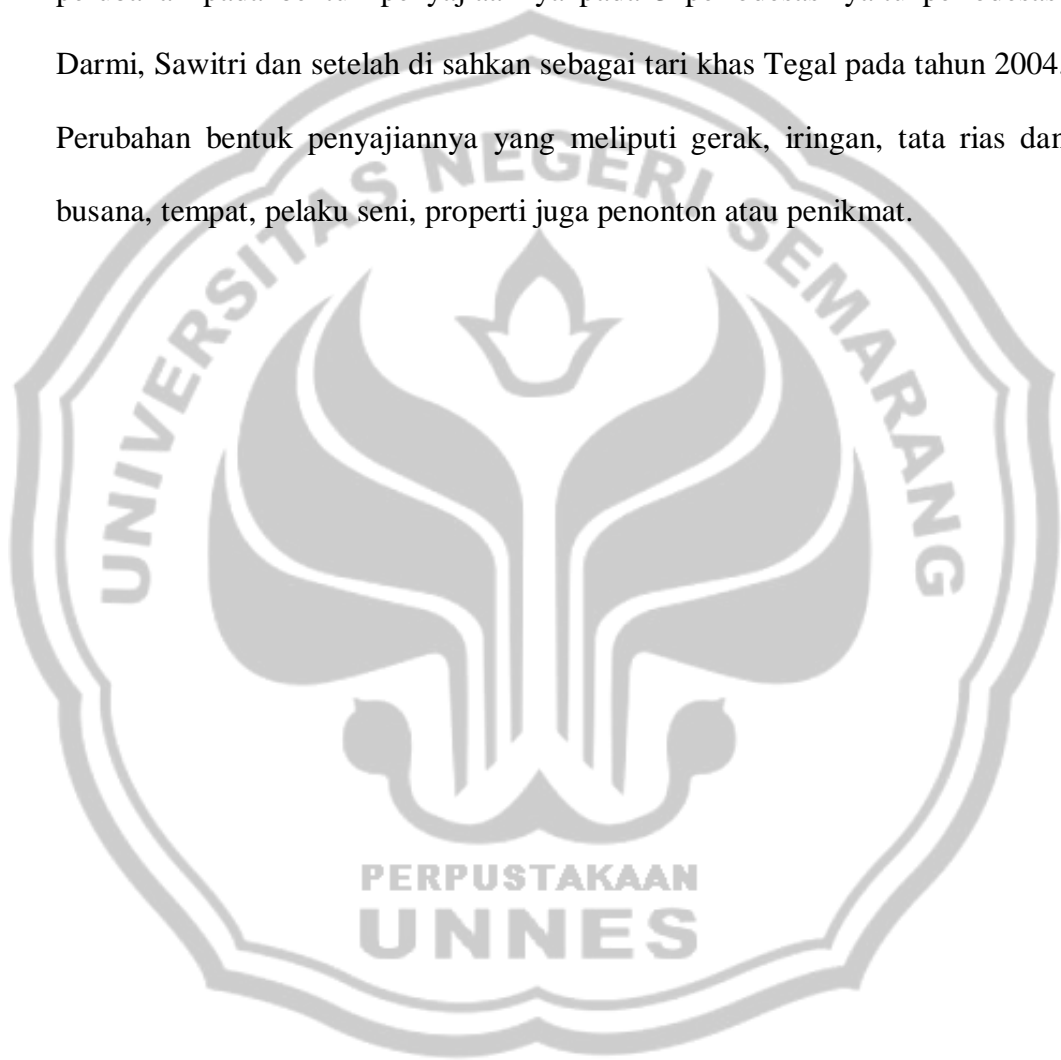 Darmi, Sawitri dan setelah di sahkan sebagai tari khas Tegal pada tahun 2004.
Perubahan bentuk penyajiannya yang meliputi gerak, iringan, tata rias dan
busana, tempat, pelaku seni, properti juga penonton atau penikmat.
UNIVERSITAS NEGERI SEMARANG
PERPUSTAKAAN
UNNES